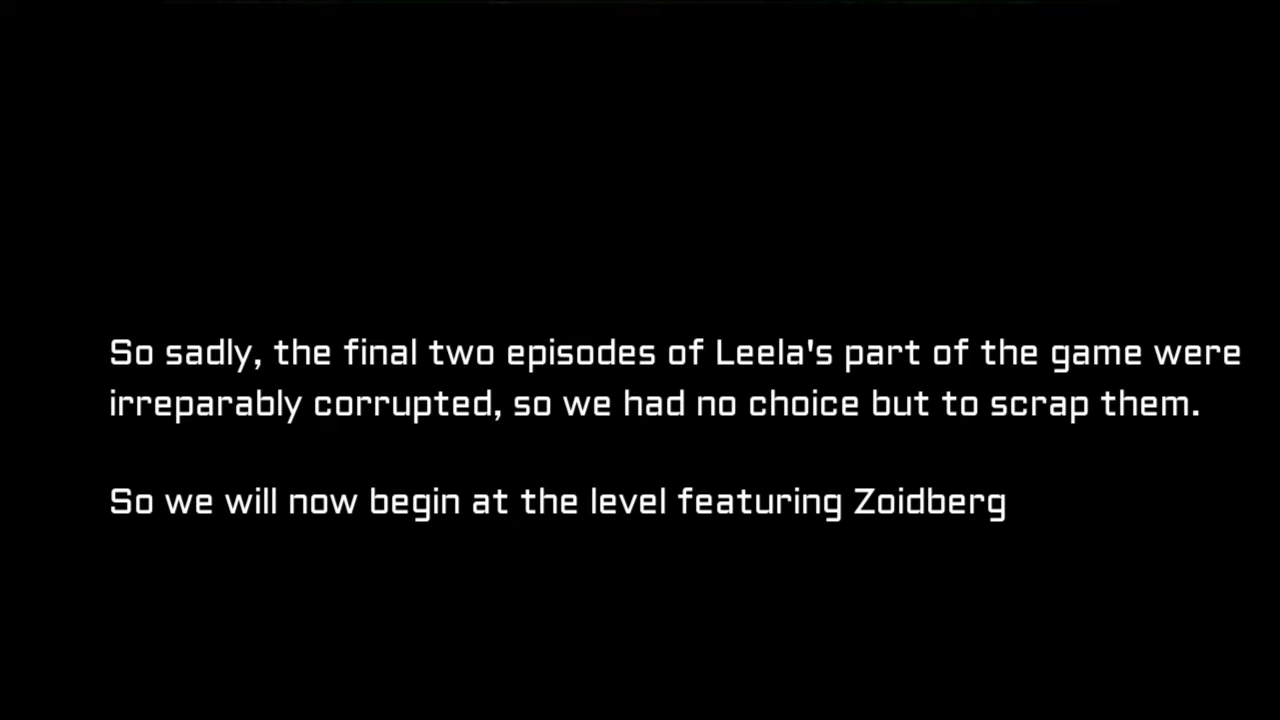 So sadly, the final two episodes of Leela's part of the game were
irreparably corrupted, so we had no choice but to scrap them.
So we will now begin at the level featuring Zoidberg